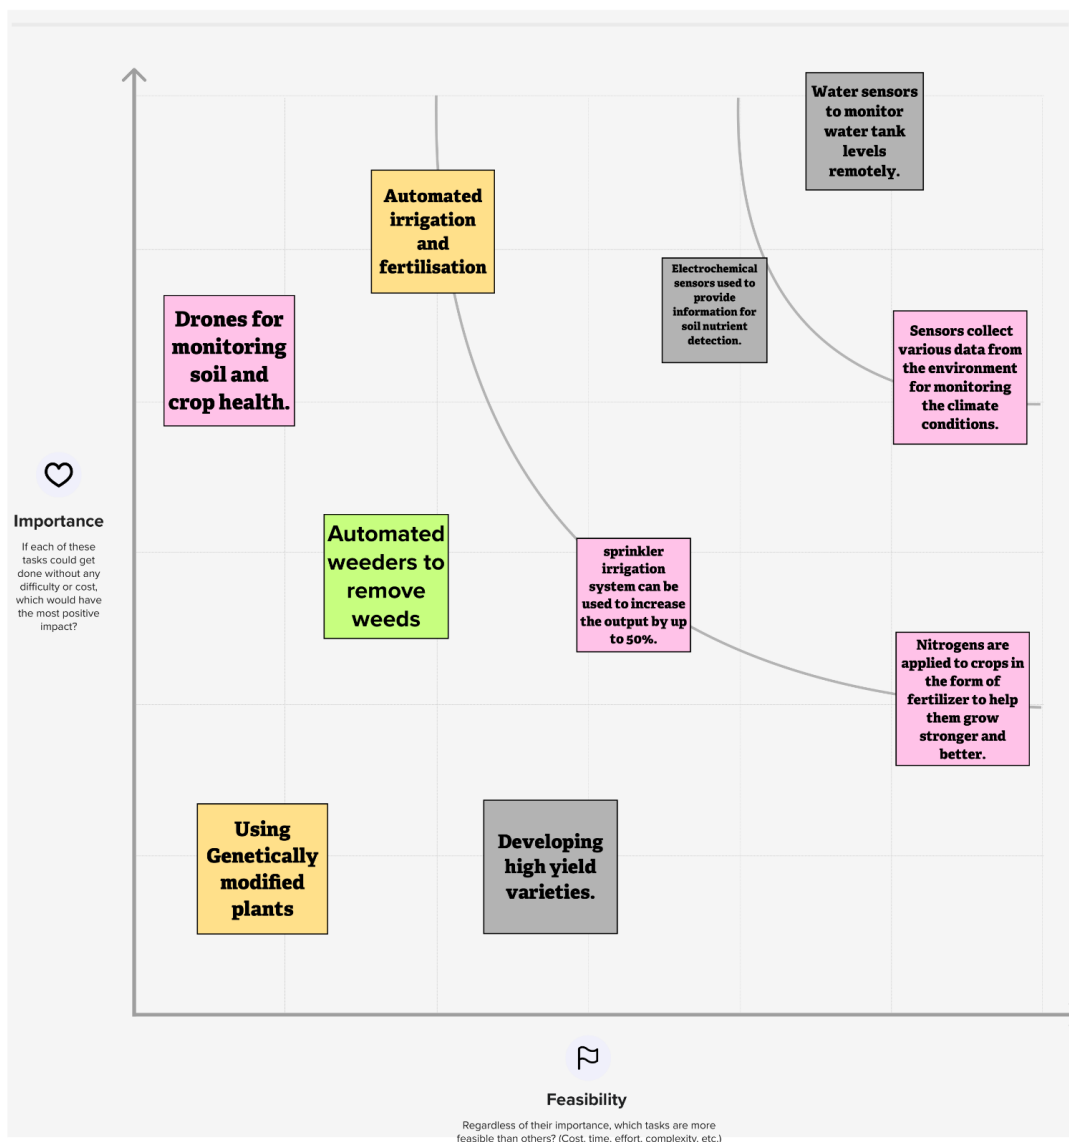 Water sensors
to monitor
water tank
levels
remotely.
Automated
irrigation
and
fertilisation
Electrochemical
sensors used to
provide
information for
soil nutrient
detection.
Drones for
monitoring
soil and
crop health.
Sensors collect
various data from
the environment
for monitoring
the climate
conditions.
Importance
If each of these
tasks could get
done without any
difficulty or cost,
which would have
the most positive
impact?
Automated
weeders to
remove
weeds
sprinkler
irrigation
system can be
used to increase
the output by up
to 50%.
Nitrogens are
applied to crops in
the form of
fertilizer to help
them grow
stronger and
better.
Using
Genetically
modified
plants
Developing
high yield
varieties.
Feasibility
Regardless of their importance, which tasks are more
feasible than others? (Cost, time, effort, complexity, etc.)